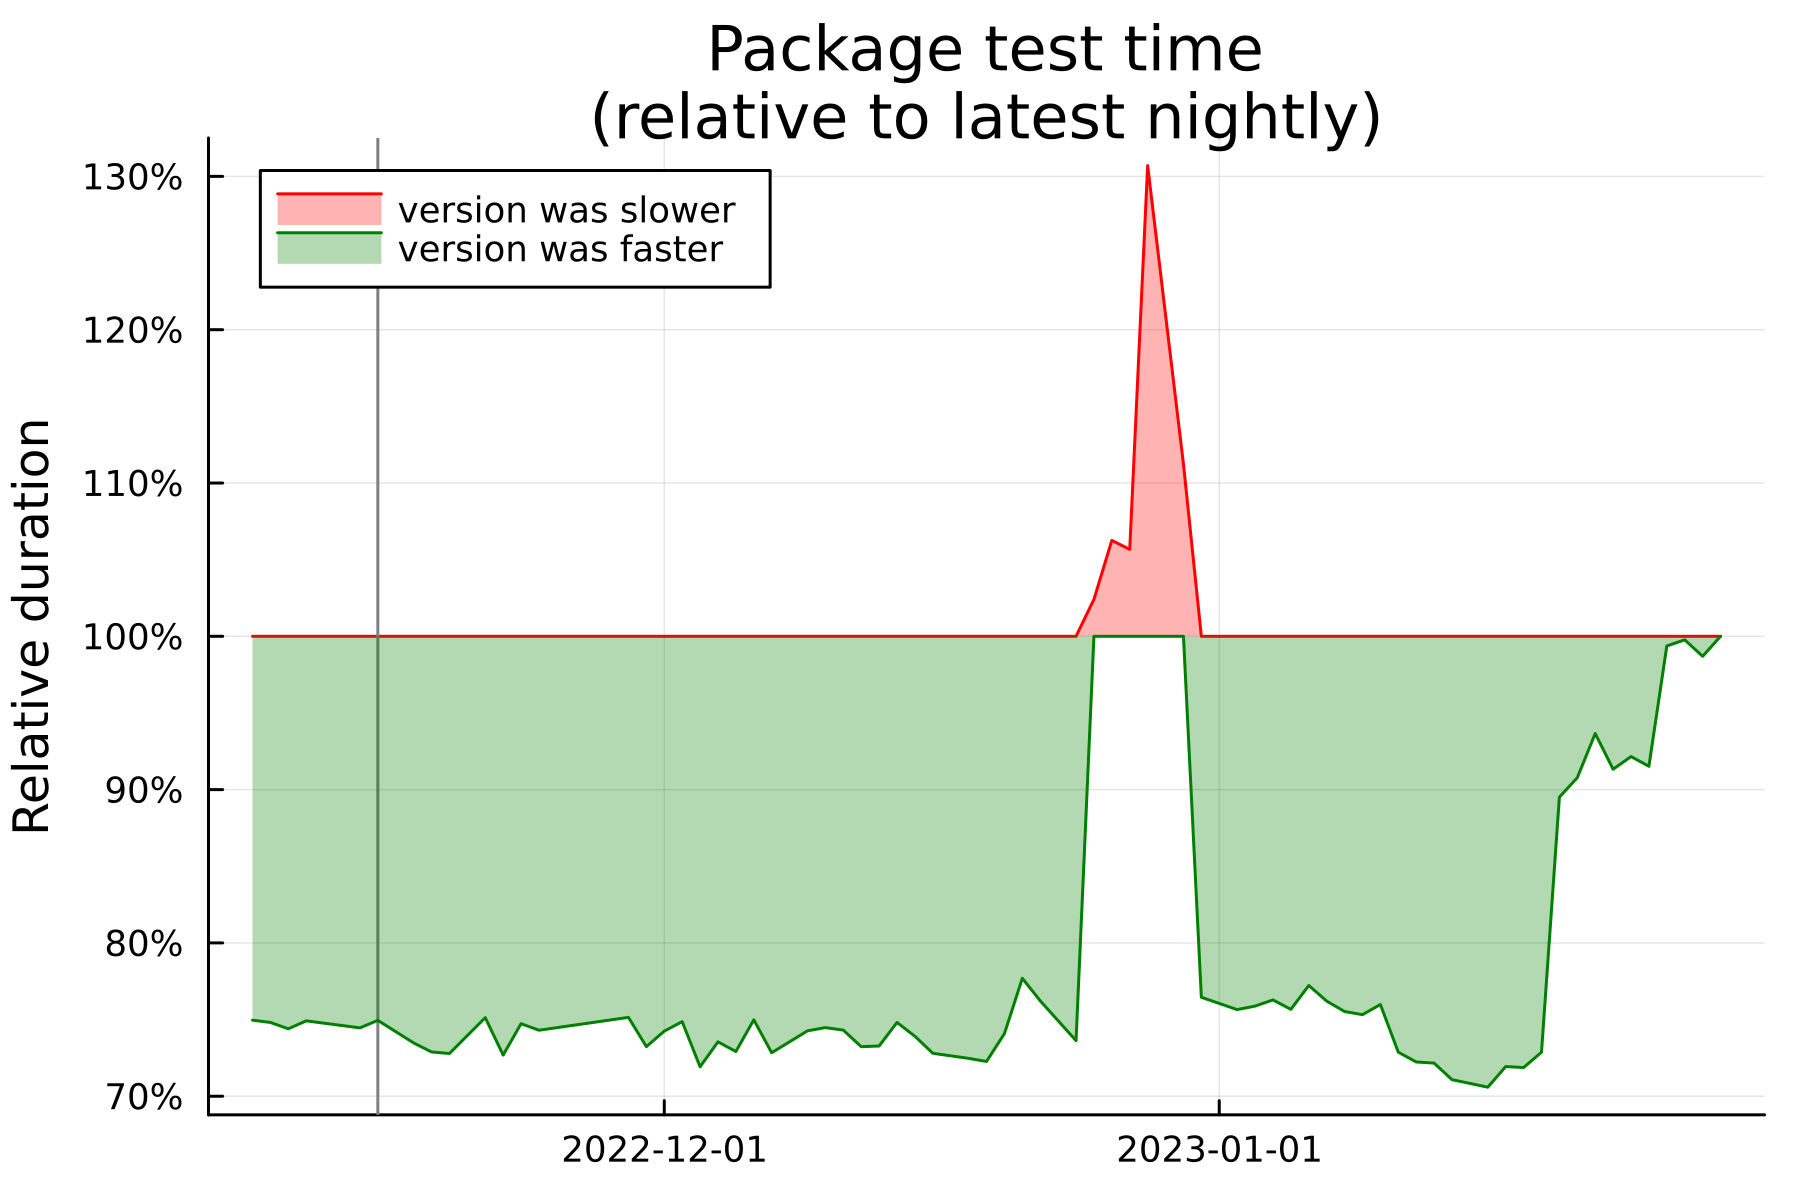 Package test time
(relative to latest nightly)
version was slower
version was faster
Relative duration
130%
120%
110%
100%
90%
80%
70%
2022-12-01
2023-01-01